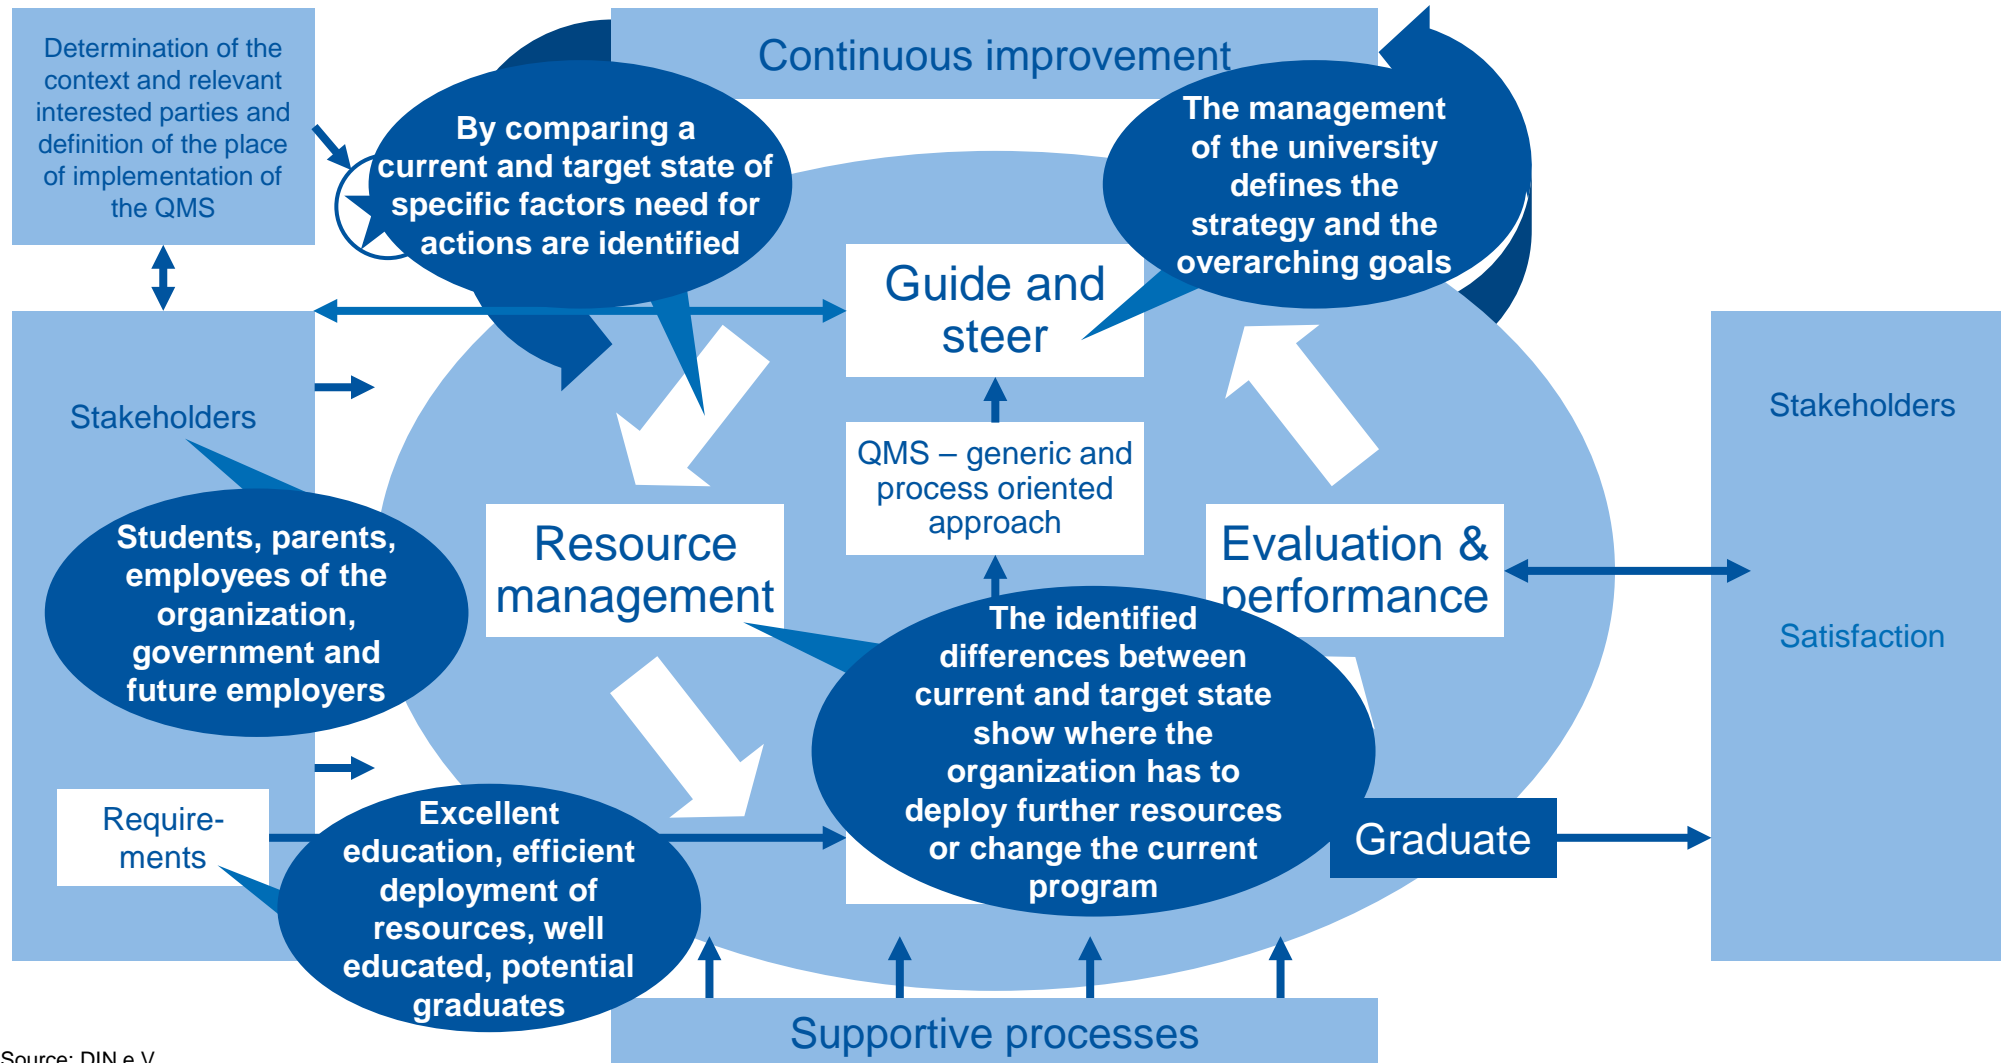 Determination of the
context and relevant
interested parties and
definition of the place
of implementation of
the QMS
Continuous improvement
By comparing a
current and target state of
specific factors need for
actions are identified
The management
of the university
defines the
strategy and the
overarching goals
Guide and
steer
Stakeholders
QMS – generic and
process oriented
approach
Stakeholders
Students, parents,
employees of the
organization,
government and
future employers
Resource
management
Evaluation &
performance
The identified
differences between
current and target state
show where the
organization has to
deploy further resources
or change the current
program
Satisfaction
Require-
ments
Excellent
education, efficient
deployment of
resources, well
educated, potential
graduates
Graduate
Supportive processes
Source: DIN e.V.